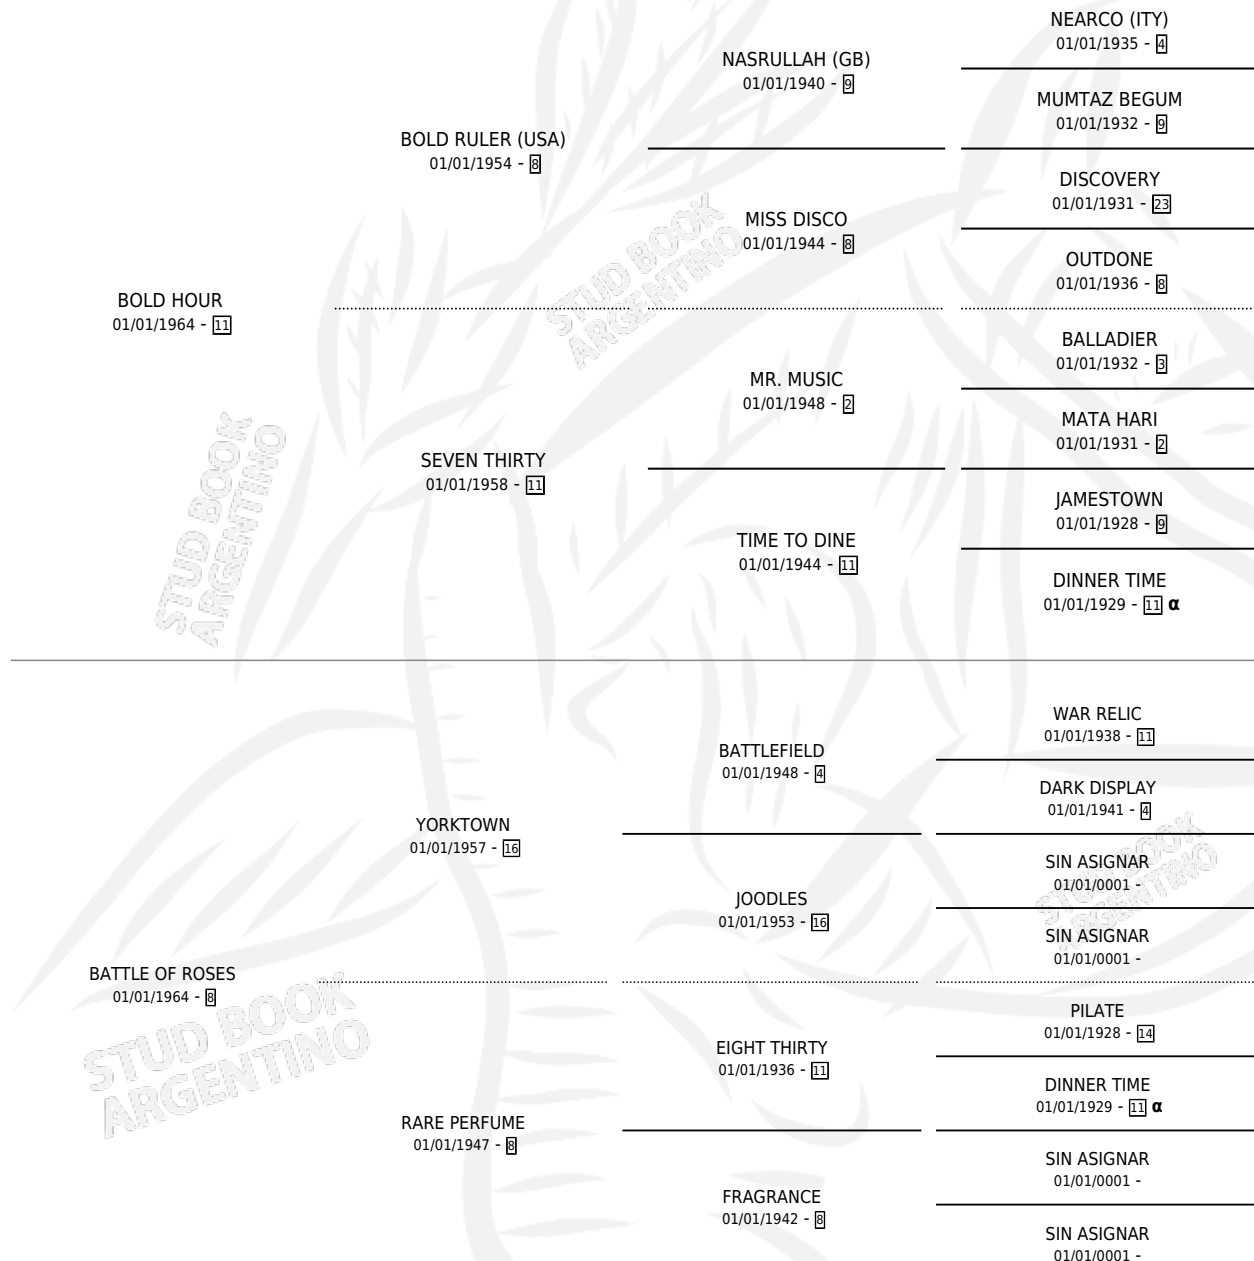 NEARCO (ITY)
01/01/1935 - 4
NASRULLAH (GB)
01/01/1940 - 9
MUMTAZ BEGUM
01/01/1932 - 9
BOLD RULER (USA)
01/01/1954 - 8
DISCOVERY
01/01/1931 - 23
MISS DISCO
01/01/1944 - 8
OUTDONE
01/01/1936 - 8
BOLD HOUR
01/01/1964 - 11
BALLADIER
01/01/1932 - 3
MR. MUSIC
01/01/1948 - 2
MATA HARI
01/01/1931 - 2
SEVEN THIRTY
01/01/1958 - 11
JAMESTOWN
01/01/1928 - 9
TIME TO DINE
01/01/1944 - 11
DINNER TIME
01/01/1929 - 11 α
WAR RELIC
01/01/1938 - 11
BATTLEFIELD
01/01/1948 - 4
DARK DISPLAY
01/01/1941 - 4
YORKTOWN
01/01/1957 - 16
SIN ASIGNAR
01/01/0001 -
JOODLES
01/01/1953 - 16
SIN ASIGNAR
01/01/0001 -
BATTLE OF ROSES
01/01/1964 - 8
PILATE
01/01/1928 - 14
EIGHT THIRTY
01/01/1936 - 11
DINNER TIME
01/01/1929 - 11 α
RARE PERFUME
01/01/1947 - 8
SIN ASIGNAR
01/01/0001 -
FRAGRANCE
01/01/1942 - 8
SIN ASIGNAR
01/01/0001 -
STUD BOOK
ARGENTINO
STUD BOOK
ARGENTINO
STUD BOOK
ARGENTINO
STUD BOOK
ARGENTINO